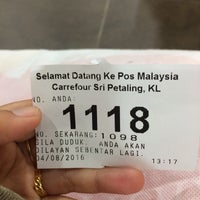 Selamat Datang Ke Pos Malaysia
Carrefour Sri Petaling, KL
NO. ANDA:
1118
NO. SEKARANG: 1098
SILA DUDUK. ANDA AKAN
DILAYAN SEBENTAR LAGI.
04/08/2016 13:17